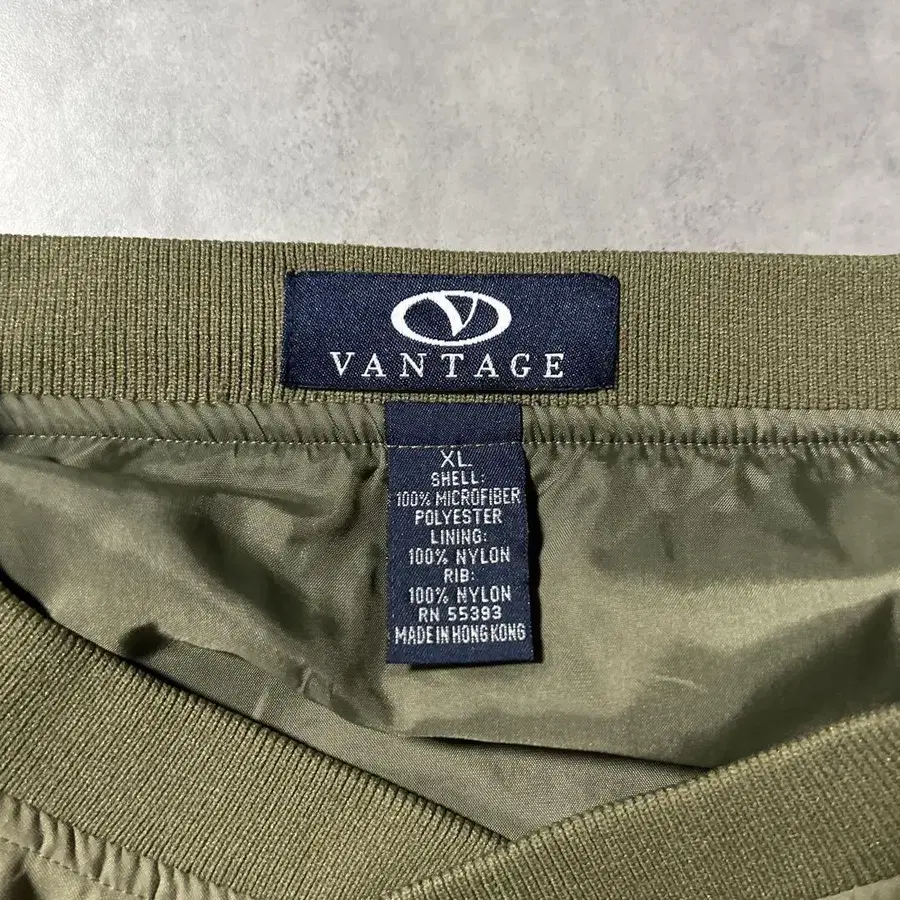 VANTAGE
XL
SHELL:
100% MICROFIBER
POLYESTER
LINING:
100% NYLON
RIB:
100% NYLON
RN 55393
MADE IN HONG KONG